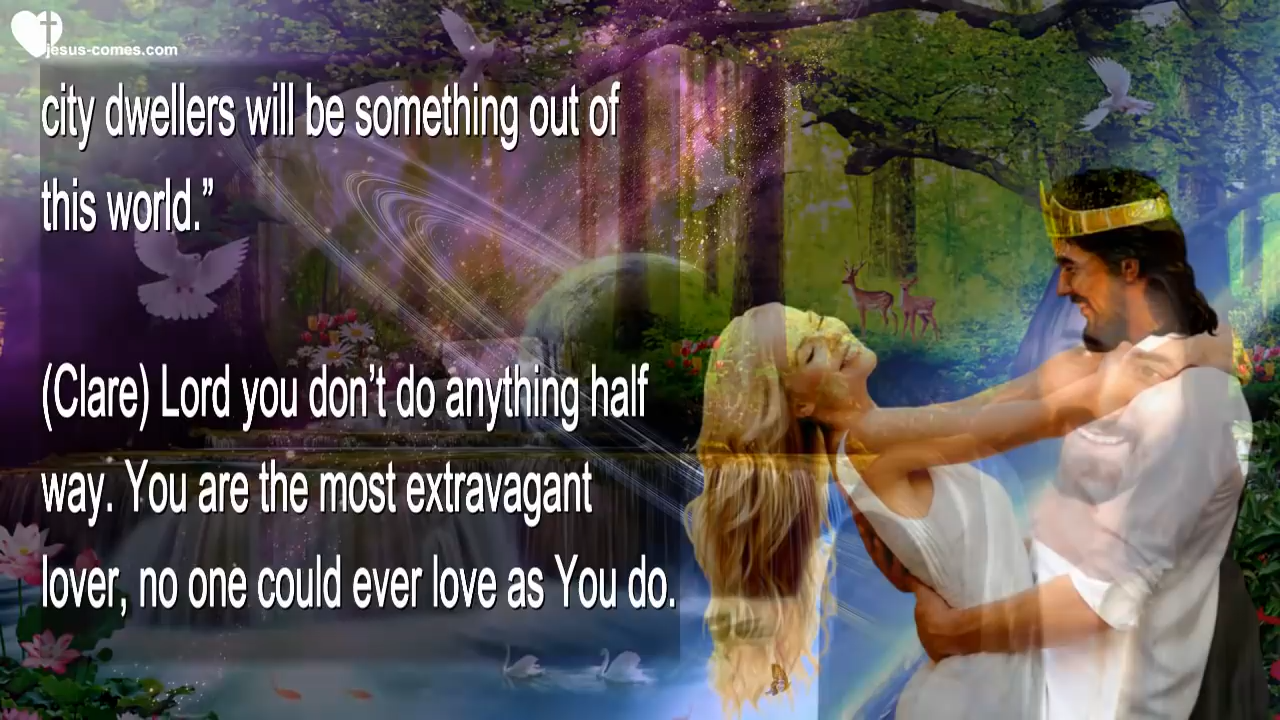 jesus-comes.com
city dwellers will be something out of
this world.”
(Clare) Lord you don’t do anything half
way. You are the most extravagant
lover, no one could ever love as You do.